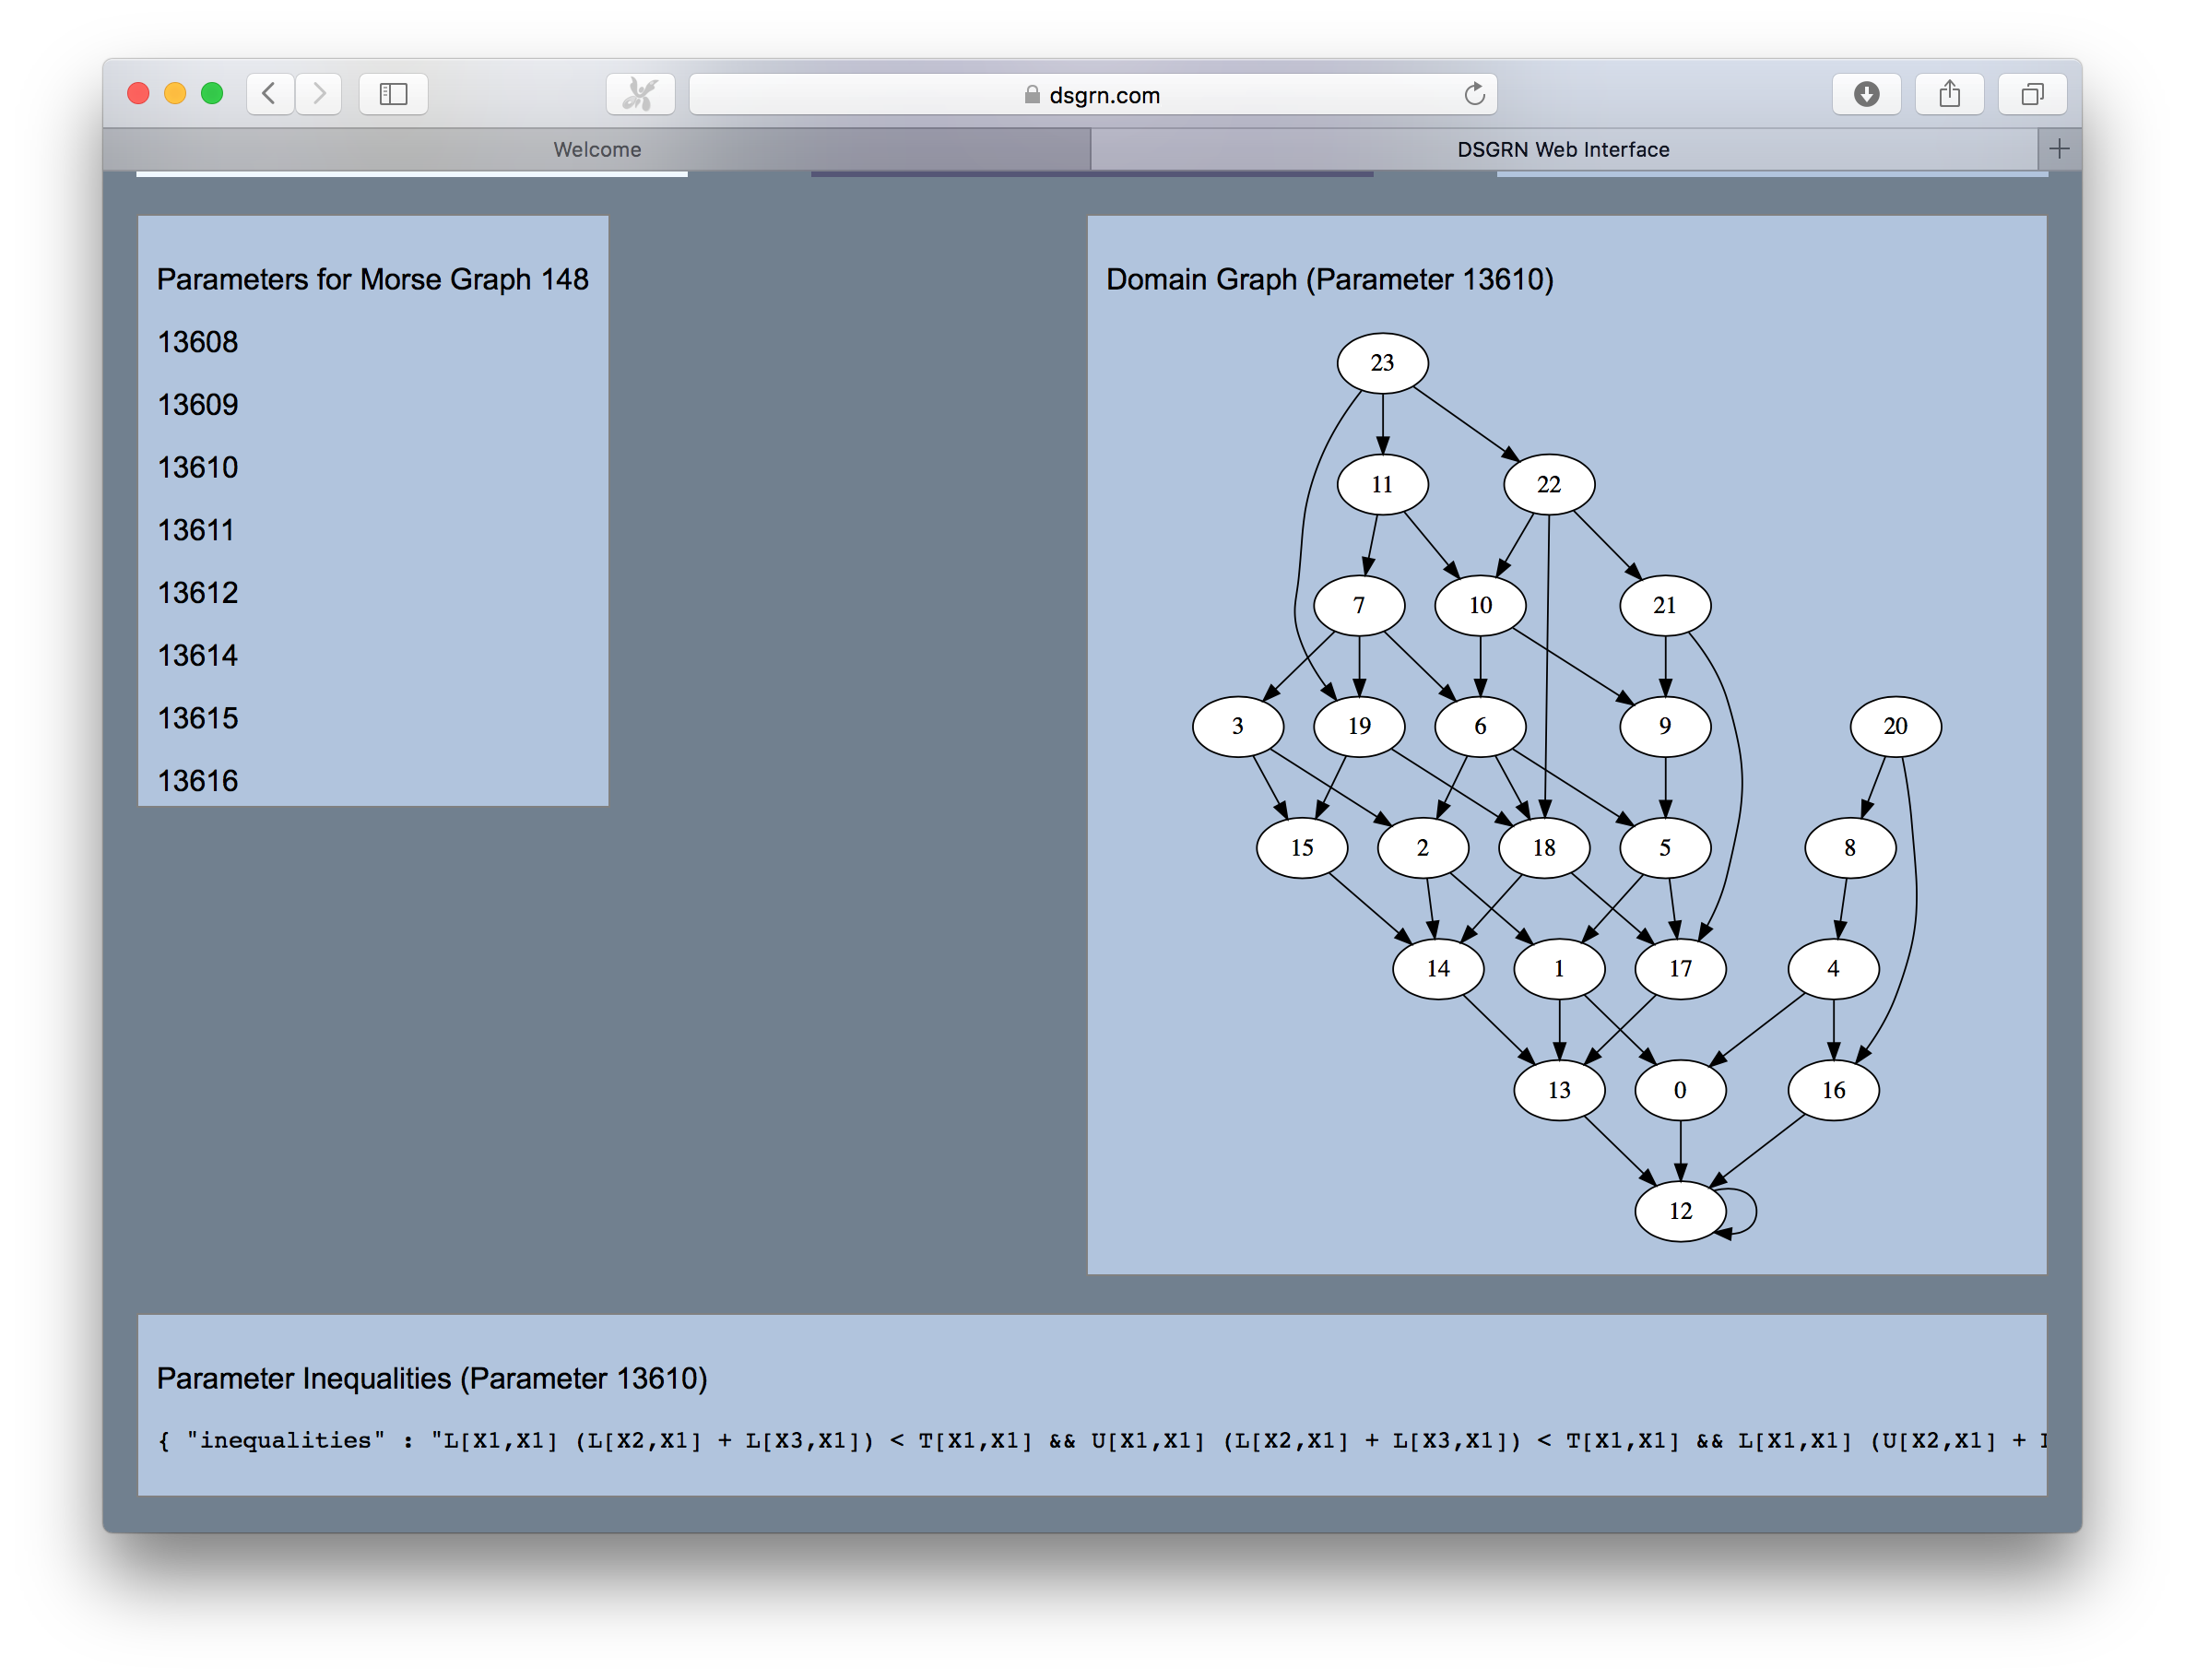 dsgrn.com
Welcome
DSGRN Web Interface
Parameters for Morse Graph 148
13608
13609
13610
13611
13612
13614
13615
13616
Domain Graph (Parameter 13610)
23
11 22
7 10 21
3 19 6 9 20
15 2 18 5 8
14 1 17 4
13 0 16
12
Parameter Inequalities (Parameter 13610)
{ "inequalities" : "L[X1,X1] (L[X2,X1] + L[X3,X1]) < T[X1,X1] && U[X1,X1] (L[X2,X1] + L[X3,X1]) < T[X1,X1] && L[X1,X1] (U[X2,X1] +